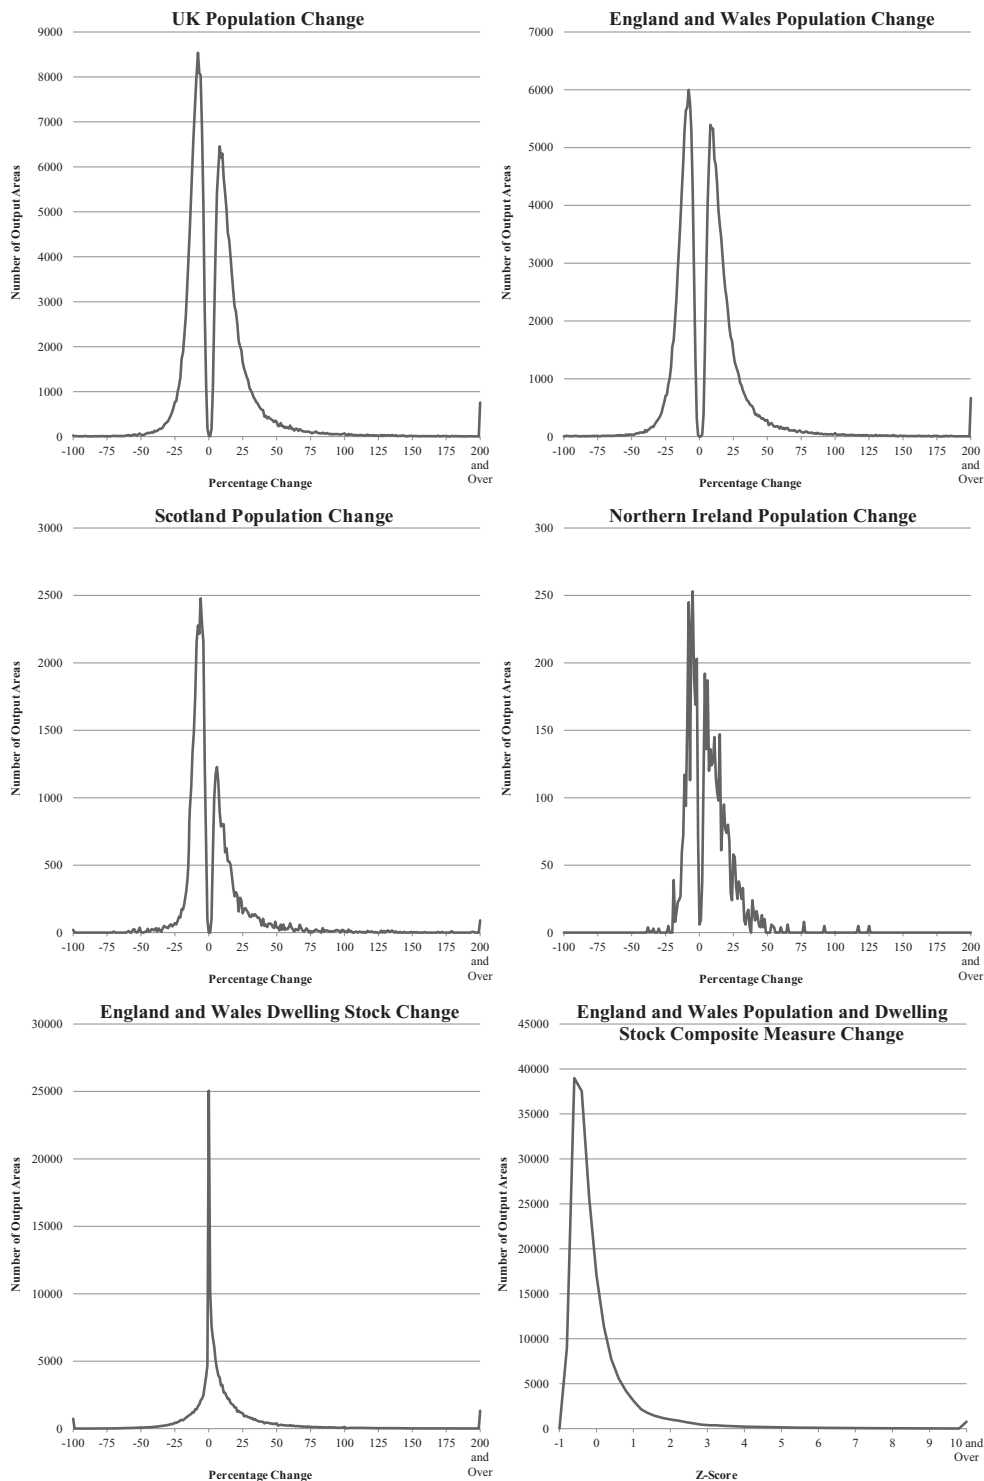 UK Population Change
9000
8000
7000
6000
5000
4000
3000
2000
1000
0
Number of Output Areas
-100 -75 -50 -25 0 25 50 75 100 125 150 175 200
and
Over
Percentage Change
England and Wales Population Change
7000
6000
5000
4000
3000
2000
1000
0
Number of Output Areas
-100 -75 -50 -25 0 25 50 75 100 125 150 175 200
and
Over
Percentage Change
Scotland Population Change
3000
2500
2000
1500
1000
500
0
Number of Output Areas
-100 -75 -50 -25 0 25 50 75 100 125 150 175 200
and
Over
Percentage Change
Northern Ireland Population Change
300
250
200
150
100
50
0
Number of Output Areas
-100 -75 -50 -25 0 25 50 75 100 125 150 175 200
and
Over
Percentage Change
England and Wales Dwelling Stock Change
30000
25000
20000
15000
10000
5000
0
Number of Output Areas
-100 -75 -50 -25 0 25 50 75 100 125 150 175 200
and
Over
Percentage Change
England and Wales Population and Dwelling
Stock Composite Measure Change
45000
40000
35000
30000
25000
20000
15000
10000
5000
0
Number of Output Areas
-1 0 1 2 3 4 5 6 7 8 9 10 and
Over
Z-Score